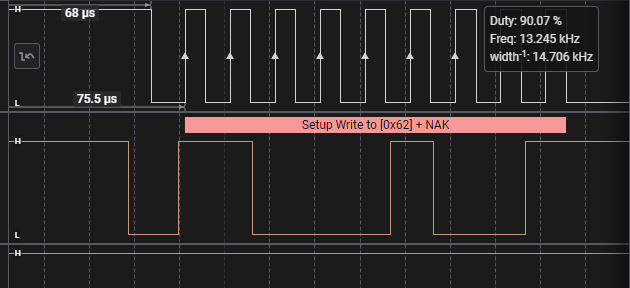 H
68 µs
Duty: 90.07 %
Freq: 13.245 kHz
width⁻¹: 14.706 kHz
75.5 µs
L
Setup Write to [0x62] + NAK
H
L
H